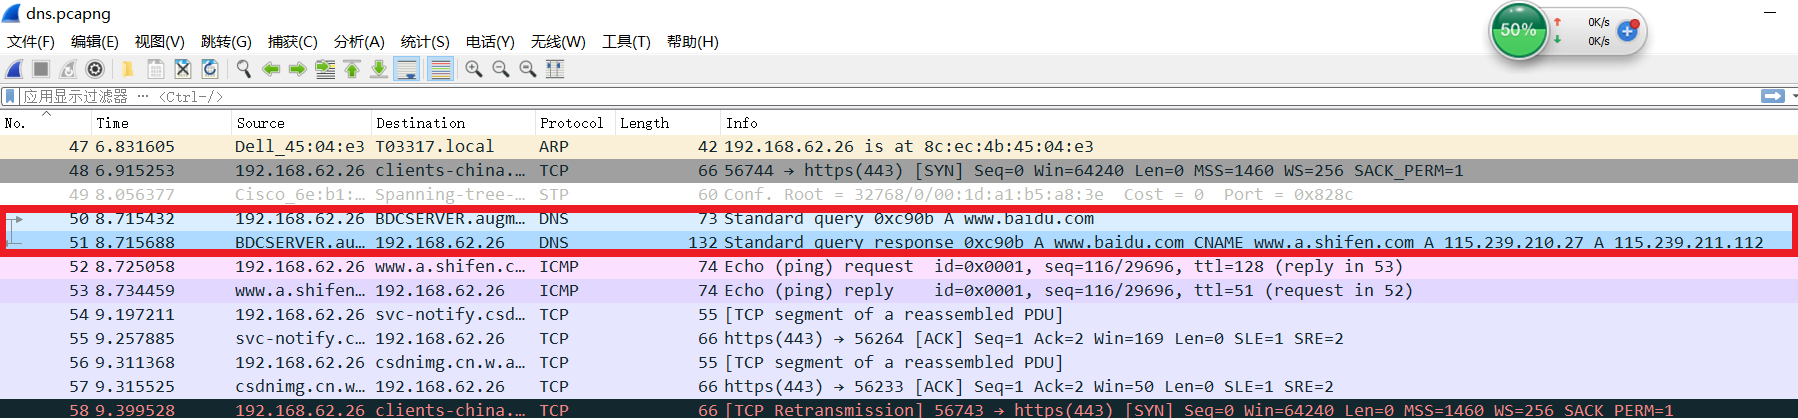 dns.pcapng
文件(F) 编辑(E) 视图(V) 跳转(G) 捕获(C) 分析(A) 统计(S) 电话(Y) 无线(W) 工具(T) 帮助(H)
50% 0K/s
0K/s
应用显示过滤器 … <Ctrl-/>
No. Time Source Destination Protocol Length Info
47 6.831605 Dell_45:04:e3 T03317.local ARP 42 192.168.62.26 is at 8c:ec:4b:45:04:e3
48 6.915253 192.168.62.26 clients-china.… TCP 66 56744 → https(443) [SYN] Seq=0 Win=64240 Len=0 MSS=1460 WS=256 SACK_PERM=1
49 8.056377 Cisco_6e:b1:… Spanning-tree-… STP 60 Conf. Root = 32768/0/00:1d:a1:b5:a8:3e Cost = 0 Port = 0x828c
50 8.715432 192.168.62.26 BDCSERVER.augm… DNS 73 Standard query 0xc90b A www.baidu.com
51 8.715688 BDCSERVER.au… 192.168.62.26 DNS 132 Standard query response 0xc90b A www.baidu.com CNAME www.a.shifen.com A 115.239.210.27 A 115.239.211.112
52 8.725058 192.168.62.26 www.a.shifen.c… ICMP 74 Echo (ping) request id=0x0001, seq=116/29696, ttl=128 (reply in 53)
53 8.734459 www.a.shifen… 192.168.62.26 ICMP 74 Echo (ping) reply id=0x0001, seq=116/29696, ttl=51 (request in 52)
54 9.197211 192.168.62.26 svc-notify.csd… TCP 55 [TCP segment of a reassembled PDU]
55 9.257885 svc-notify.c… 192.168.62.26 TCP 66 https(443) → 56264 [ACK] Seq=1 Ack=2 Win=169 Len=0 SLE=1 SRE=2
56 9.311368 192.168.62.26 csdnimg.cn.w.a… TCP 55 [TCP segment of a reassembled PDU]
57 9.315525 csdnimg.cn.w… 192.168.62.26 TCP 66 https(443) → 56233 [ACK] Seq=1 Ack=2 Win=50 Len=0 SLE=1 SRE=2
58 9.399528 192.168.62.26 clients-china.… TCP 66 [TCP Retransmission] 56743 → https(443) [SYN] Seq=0 Win=64240 Len=0 MSS=1460 WS=256 SACK_PERM=1